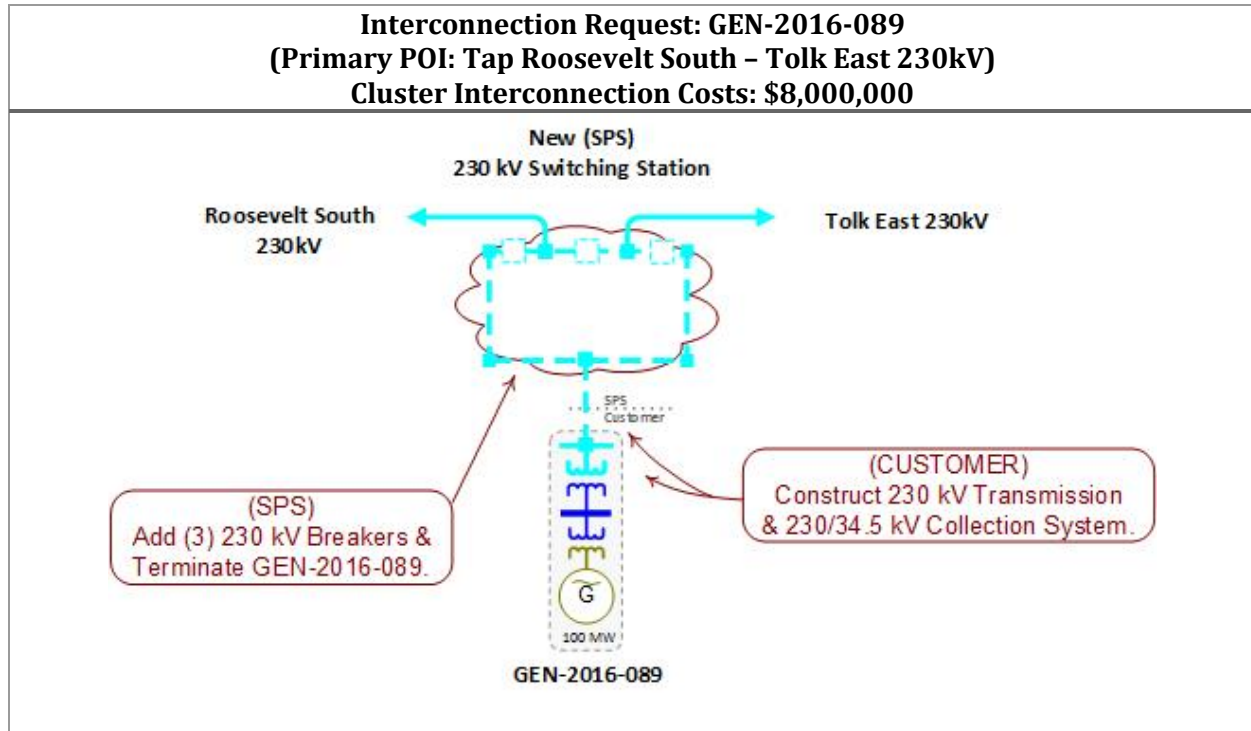 Interconnection Request: GEN-2016-089
(Primary POI: Tap Roosevelt South – Tolk East 230kV)
Cluster Interconnection Costs: $8,000,000
New (SPS)
230 kV Switching Station
Roosevelt South
230kV
Tolk East 230kV
SPS
Customer
(SPS)
Add (3) 230 kV Breakers &
Terminate GEN-2016-089.
(CUSTOMER)
Construct 230 kV Transmission
& 230/34.5 kV Collection System.
G
100 MW
GEN-2016-089